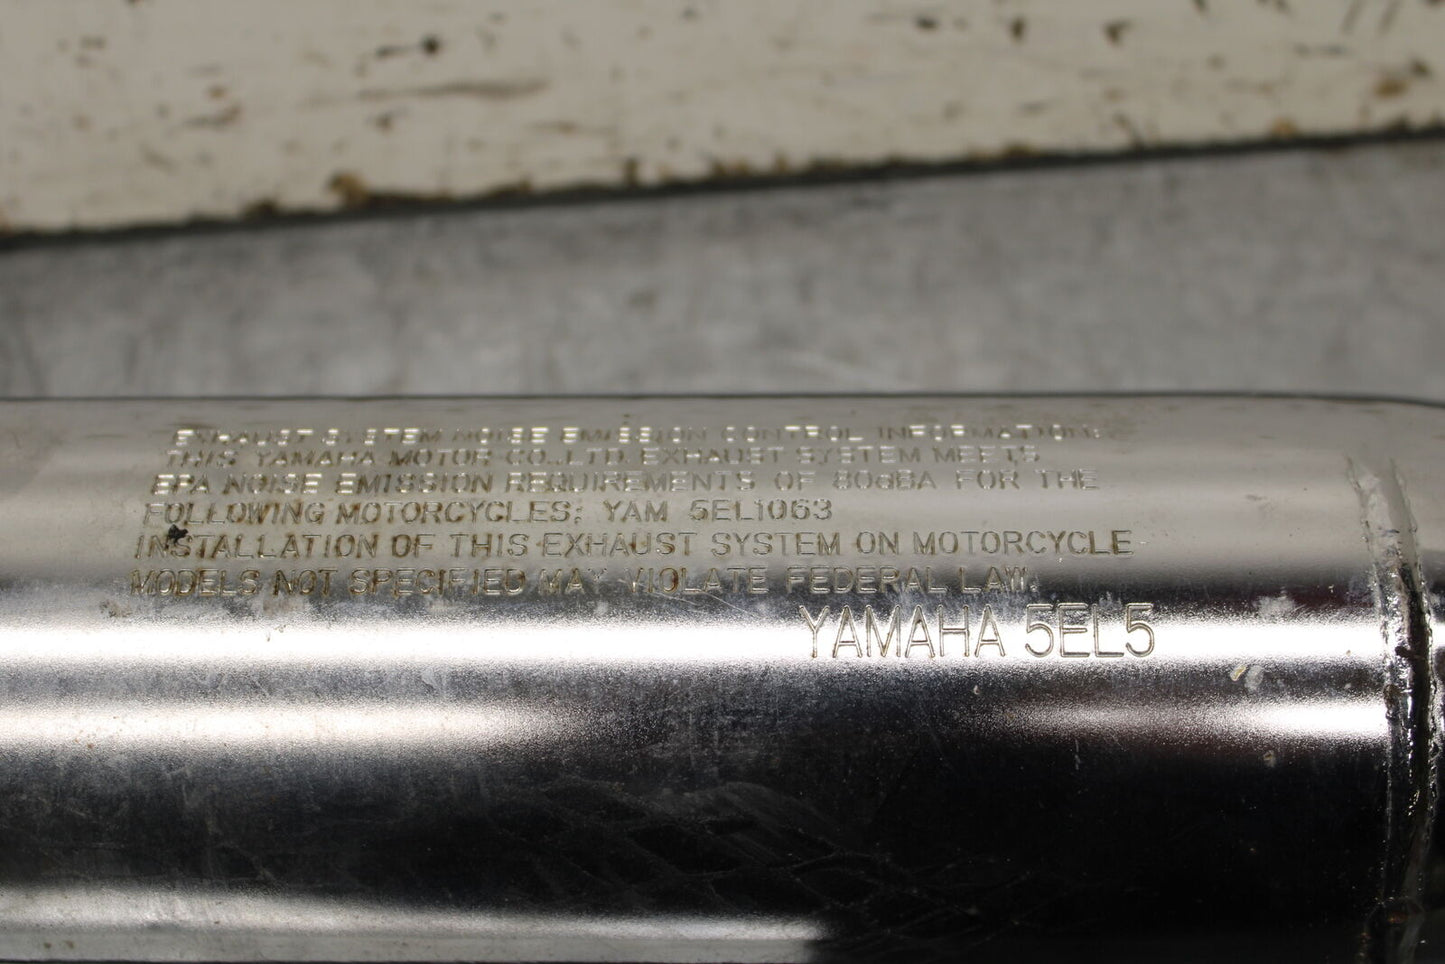 EXHAUST SYSTEM NOISE EMISSION CONTROL INFORMATION:
THIS YAMAHA MOTOR CO.,LTD. EXHAUST SYSTEM MEETS
EPA NOISE EMISSION REQUIREMENTS OF 80dBA FOR THE
FOLLOWING MOTORCYCLES: YAM 5EL1063
INSTALLATION OF THIS EXHAUST SYSTEM ON MOTORCYCLE
MODELS NOT SPECIFIED MAY VIOLATE FEDERAL LAW.
YAMAHA 5EL5